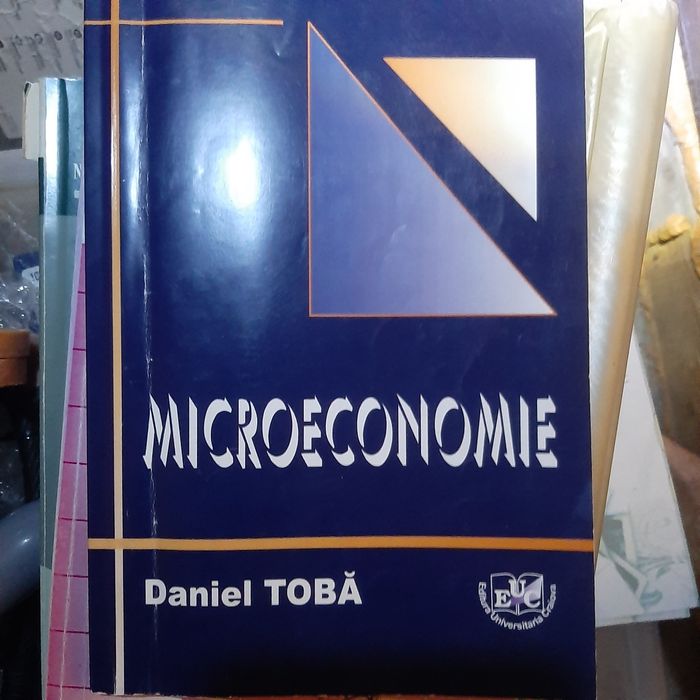 MICROECONOMIE
Daniel TOBĂ
EUC
Editura Universitaria Craiova